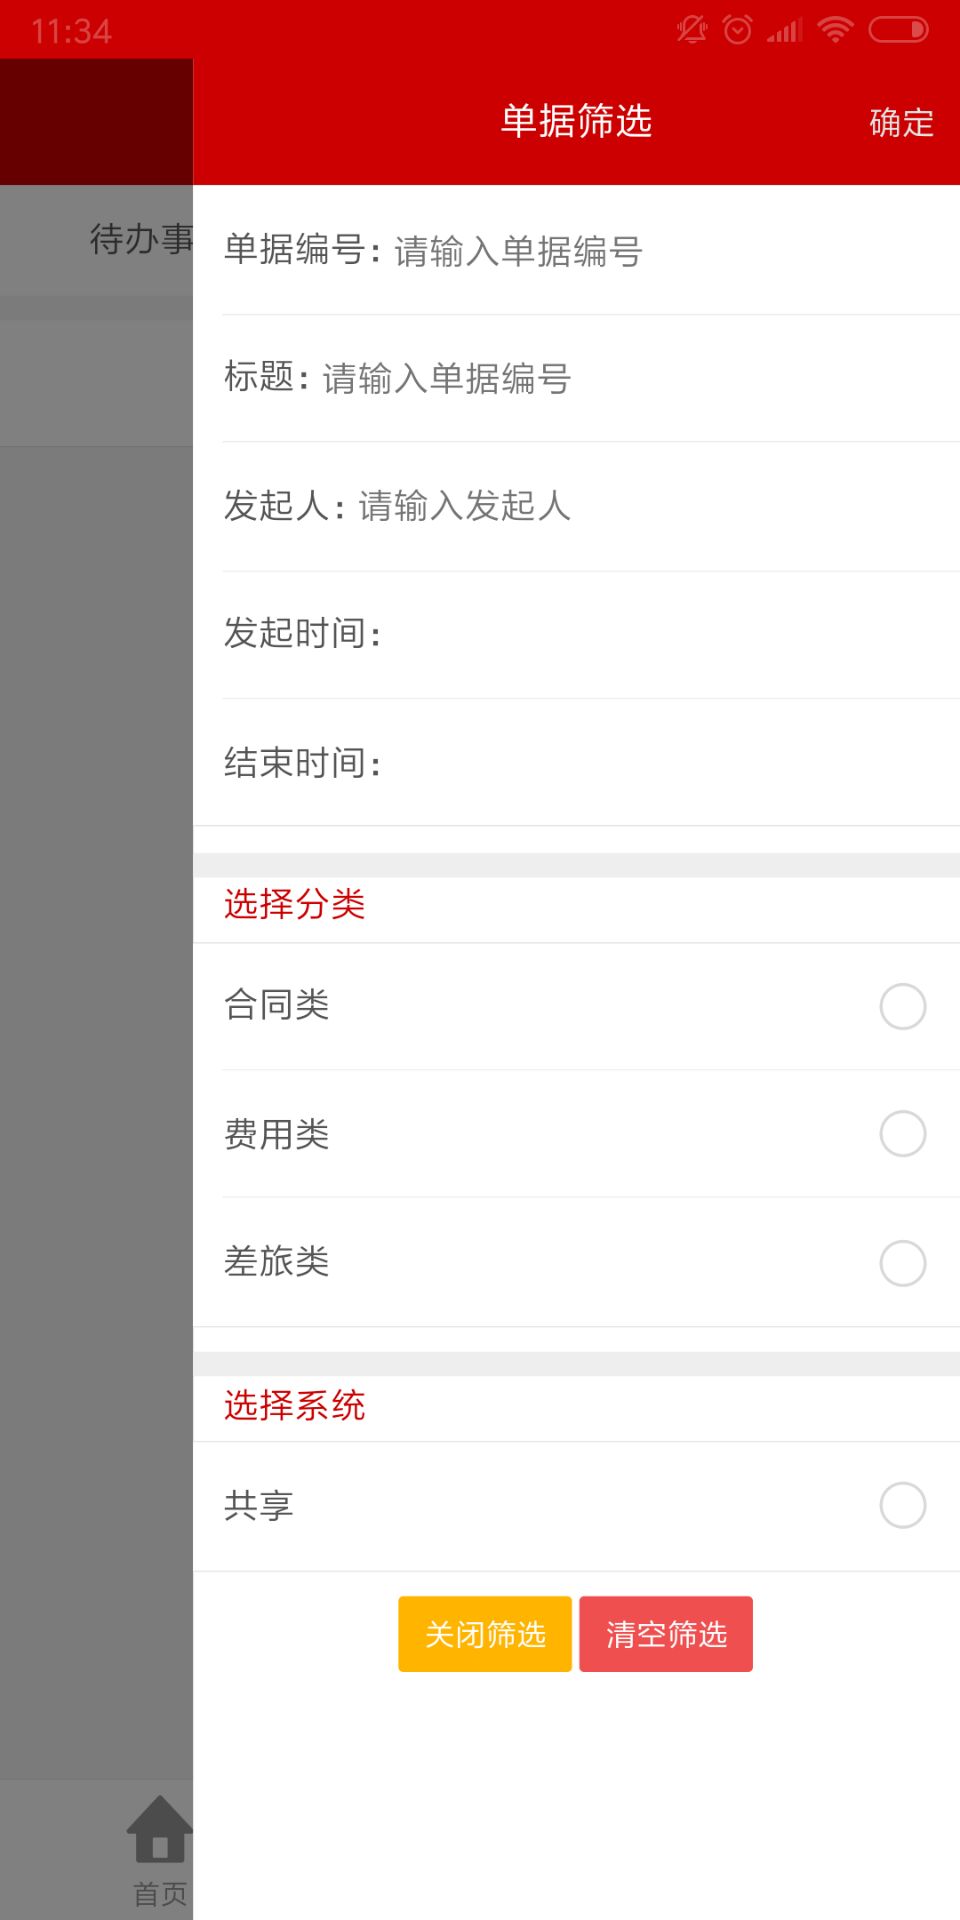 11:34
单据筛选
确定
待办事
单据编号: 请输入单据编号
标题: 请输入单据编号
发起人: 请输入发起人
发起时间:
结束时间:
选择分类
合同类
费用类
差旅类
选择系统
共享
关闭筛选 清空筛选
首页